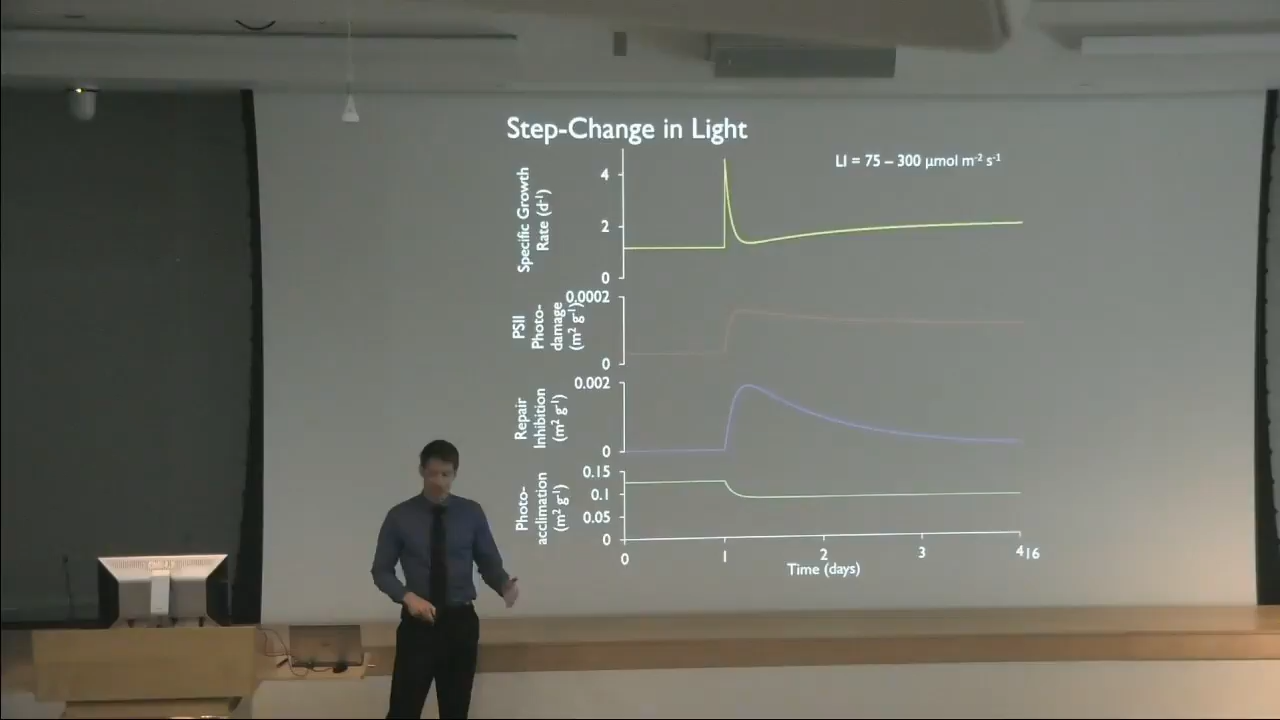 Step-Change in Light
LI = 75 – 300 μmol m⁻² s⁻¹
Specific Growth
Rate (d⁻¹)
4
2
0
PSII
Photo-
damage
(m² g⁻¹)
0.0002
0
Repair
Inhibition
(m² g⁻¹)
0.002
0
Photo-
acclimation
(m² g⁻¹)
0.15
0.1
0.05
0
0 1 2 3 4 16
Time (days)